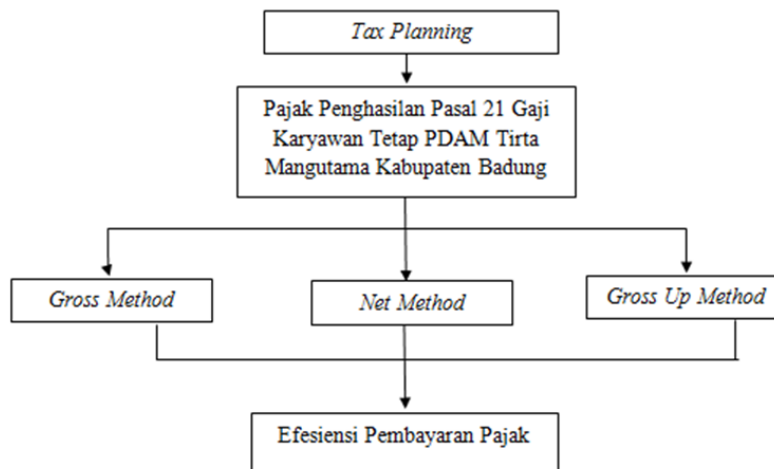 Tax Planning
Pajak Penghasilan Pasal 21 Gaji
Karyawan Tetap PDAM Tirta
Mangutama Kabupaten Badung
Gross Method
Net Method
Gross Up Method
Efesiensi Pembayaran Pajak